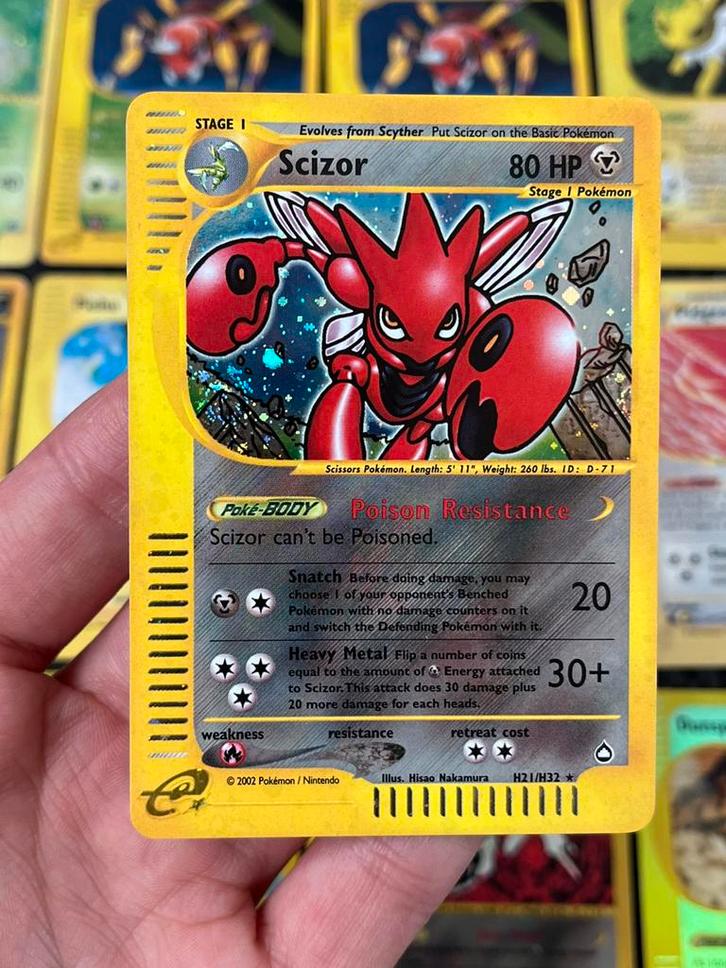 STAGE 1
Evolves from Scyther Put Scizor on the Basic Pokémon
Scizor 80 HP
Stage 1 Pokémon
Scissors Pokémon. Length: 5' 11", Weight: 260 lbs. ID: D-71
Poké-BODY Poison Resistance
Scizor can't be Poisoned.
Snatch Before doing damage, you may
choose 1 of your opponent's Benched
Pokémon with no damage counters on it
and switch the Defending Pokémon with it.
20
Heavy Metal Flip a number of coins
equal to the amount of Energy attached
to Scizor. This attack does 30 damage plus
20 more damage for each heads.
30+
weakness resistance retreat cost
© 2002 Pokémon / Nintendo Illus. Hisao Nakamura H21/H32 ★
e